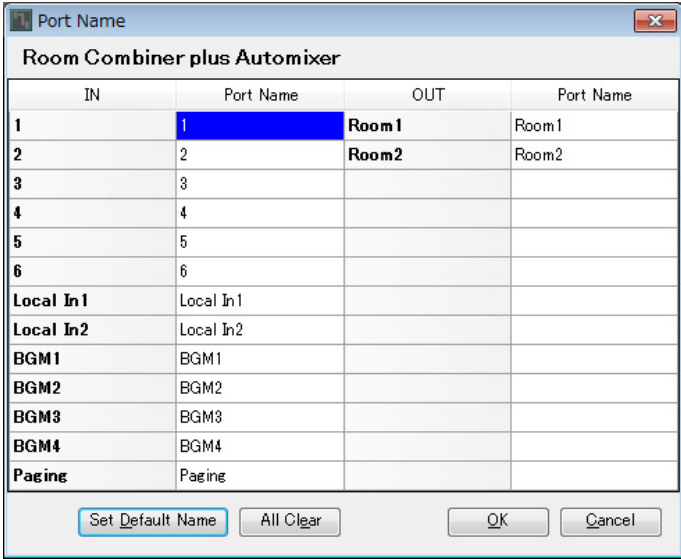 Port Name
Room Combiner plus Automixer
IN Port Name OUT Port Name
1 1 Room1 Room1
2 2 Room2 Room2
3 3
4 4
5 5
6 6
Local In1 Local In1
Local In2 Local In2
BGM1 BGM1
BGM2 BGM2
BGM3 BGM3
BGM4 BGM4
Paging Paging
Set Default Name All Clear OK Cancel